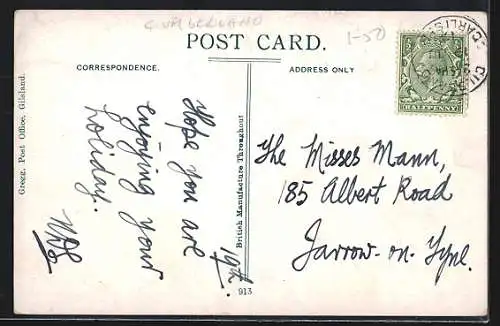 CUMBERLAND
1-50
POST CARD.
CORRESPONDENCE.
ADDRESS ONLY
HALFPENNY
CARLISLE
Gregg, Post Office, Gilsland.
Hope you are
enjoying your
holiday.
British Manufacture Throughout
913
The Misses Mann,
185 Albert Road
Jarrow-on-Tyne.